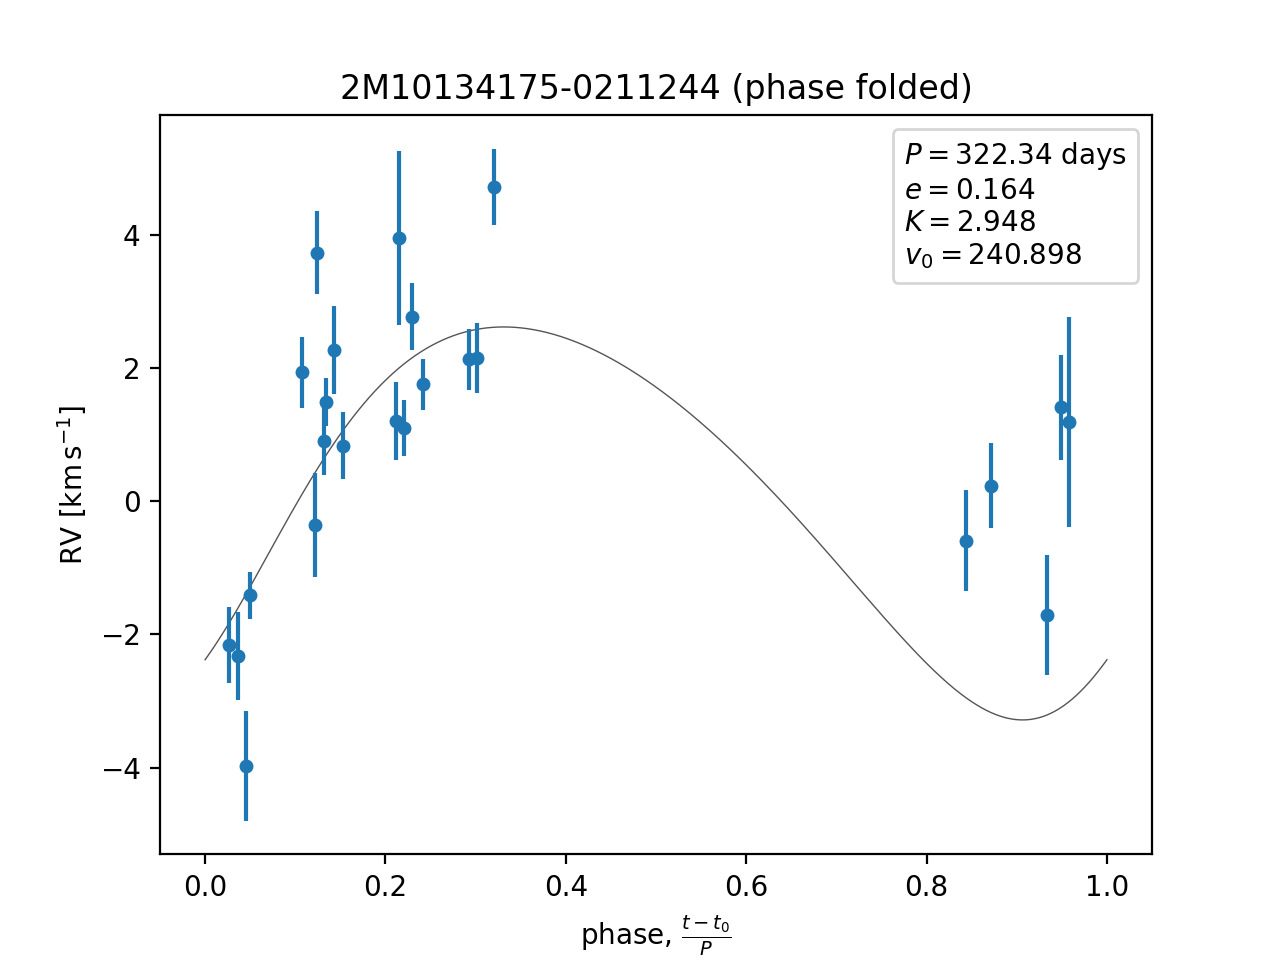 2M10134175-0211244 (phase folded)
P = 322.34 days
e = 0.164
K = 2.948
v₀ = 240.898
4
2
0
−2
−4
RV [km s⁻¹]
0.0 0.2 0.4 0.6 0.8 1.0
phase, (t − t₀)/P